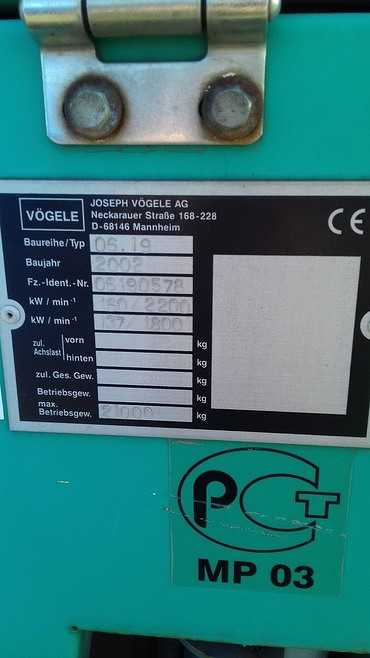 VÖGELE
JOSEPH VÖGELE AG
Neckarauer Straße 168-228
D-68146 Mannheim
CE
Baureihe/Typ 06.19
Baujahr 2002
Fz.-Ident.-Nr. 06190578
kW / min⁻¹ 160/2200
kW / min⁻¹ 137/1800
zul. Achslast vorn kg
hinten kg
zul. Ges. Gew. kg
Betriebsgew. kg
max. Betriebsgew. 21000 kg
PCT
MP 03